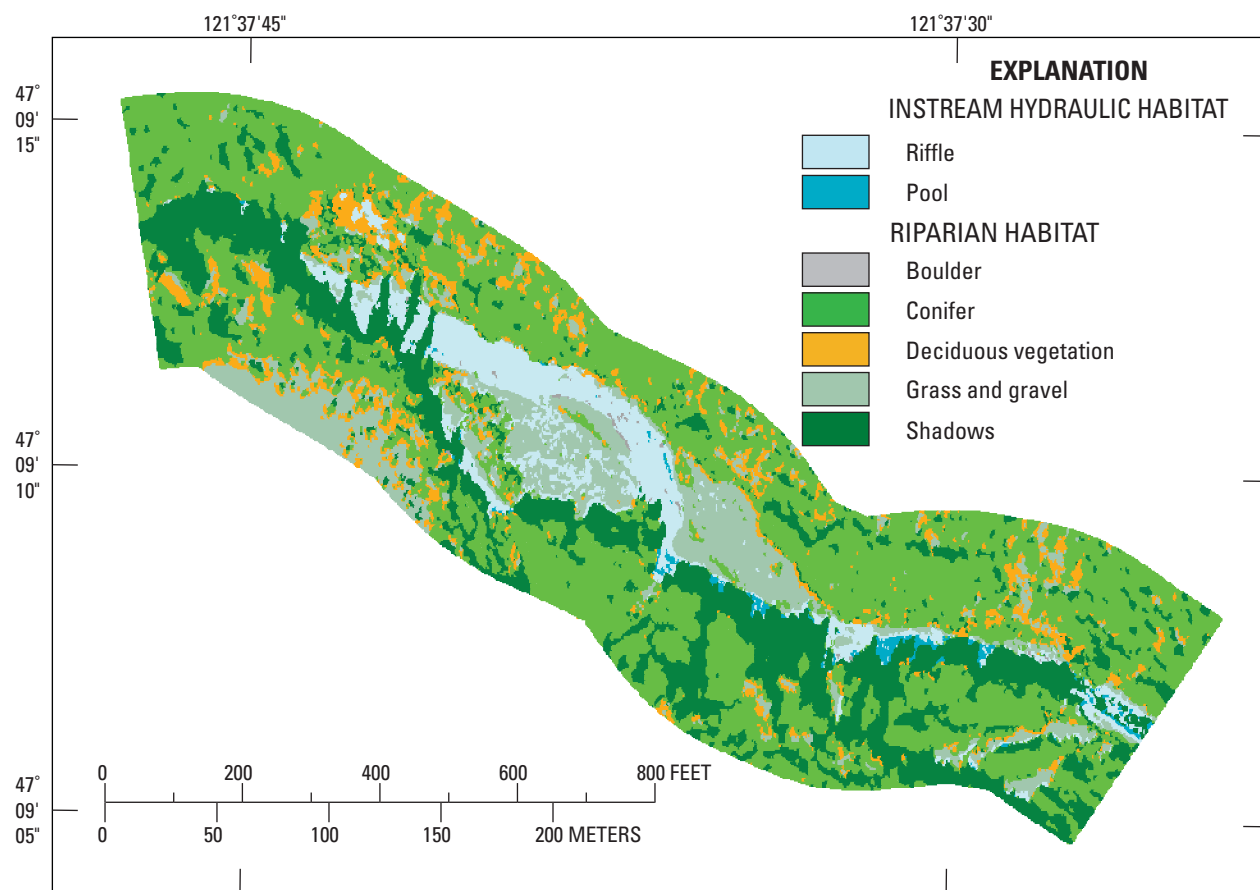 121°37'45"
121°37'30"
47°
09'
15"
47°
09'
10"
47°
09'
05"
EXPLANATION
INSTREAM HYDRAULIC HABITAT
Riffle
Pool
RIPARIAN HABITAT
Boulder
Conifer
Deciduous vegetation
Grass and gravel
Shadows
0 200 400 600 800 FEET
0 50 100 150 200 METERS